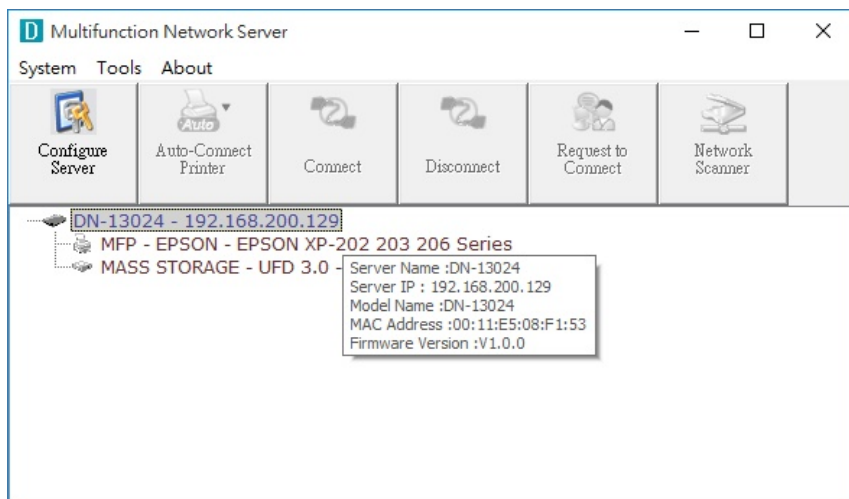 D Multifunction Network Server
System Tools About
Configure Server
Auto
Auto-Connect Printer
Connect
Disconnect
Request to Connect
Network Scanner
DN-13024 - 192.168.200.129
MFP - EPSON - EPSON XP-202 203 206 Series
MASS STORAGE - UFD 3.0 -
Server Name :DN-13024
Server IP : 192.168.200.129
Model Name :DN-13024
MAC Address :00:11:E5:08:F1:53
Firmware Version :V1.0.0